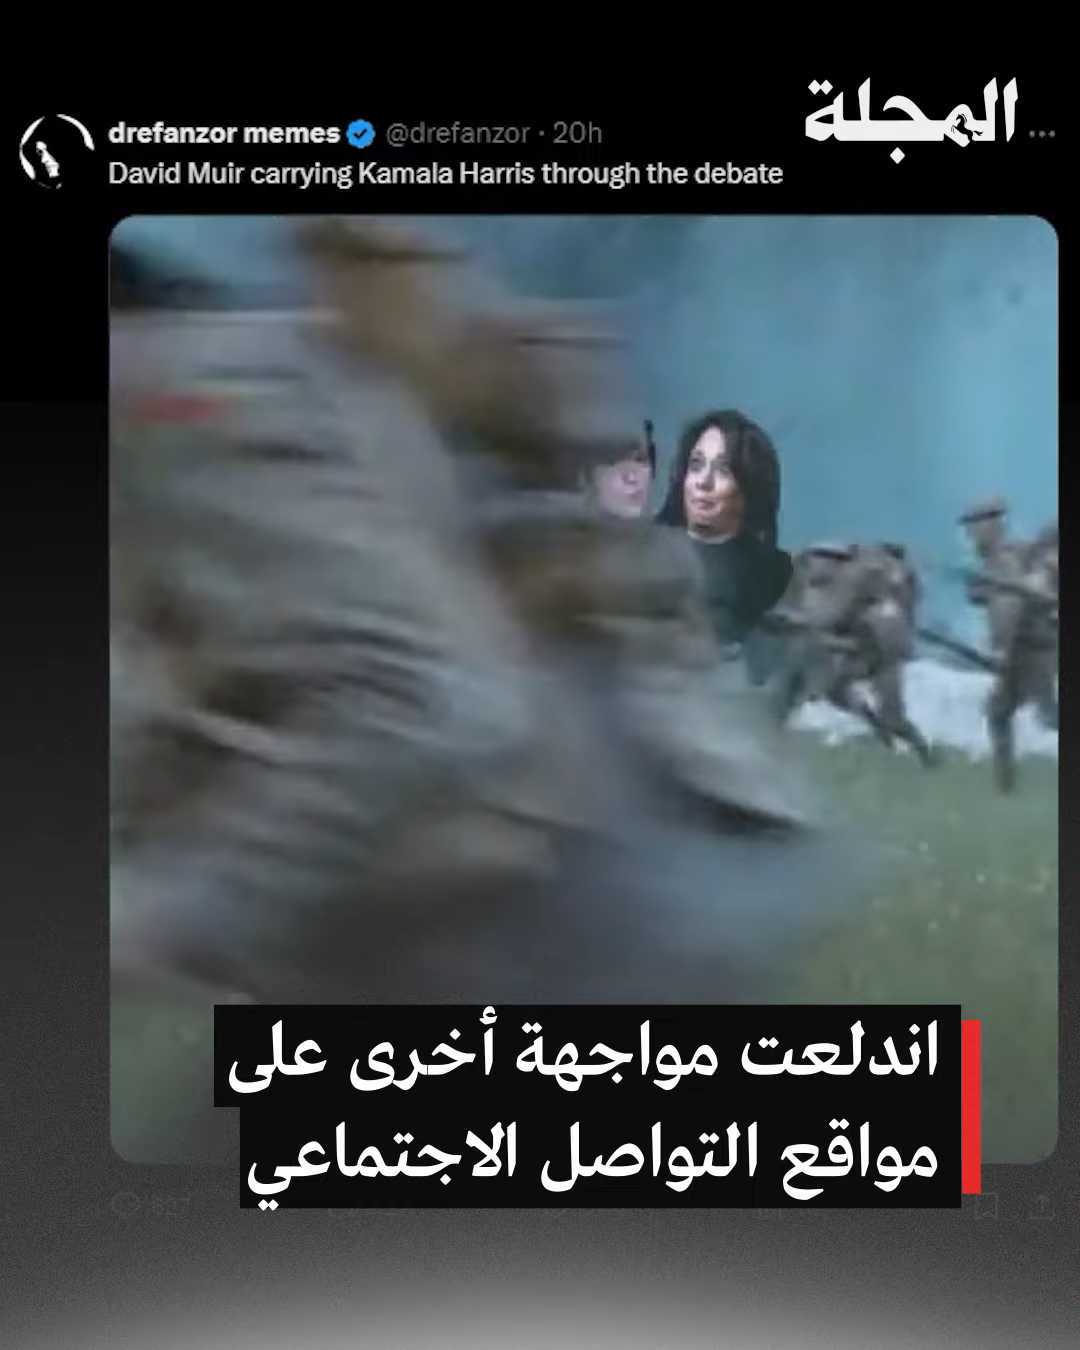 المجلة
drefanzor memes @drefanzor · 20h
David Muir carrying Kamala Harris through the debate
اندلعت مواجهة أخرى على
مواقع التواصل الاجتماعي